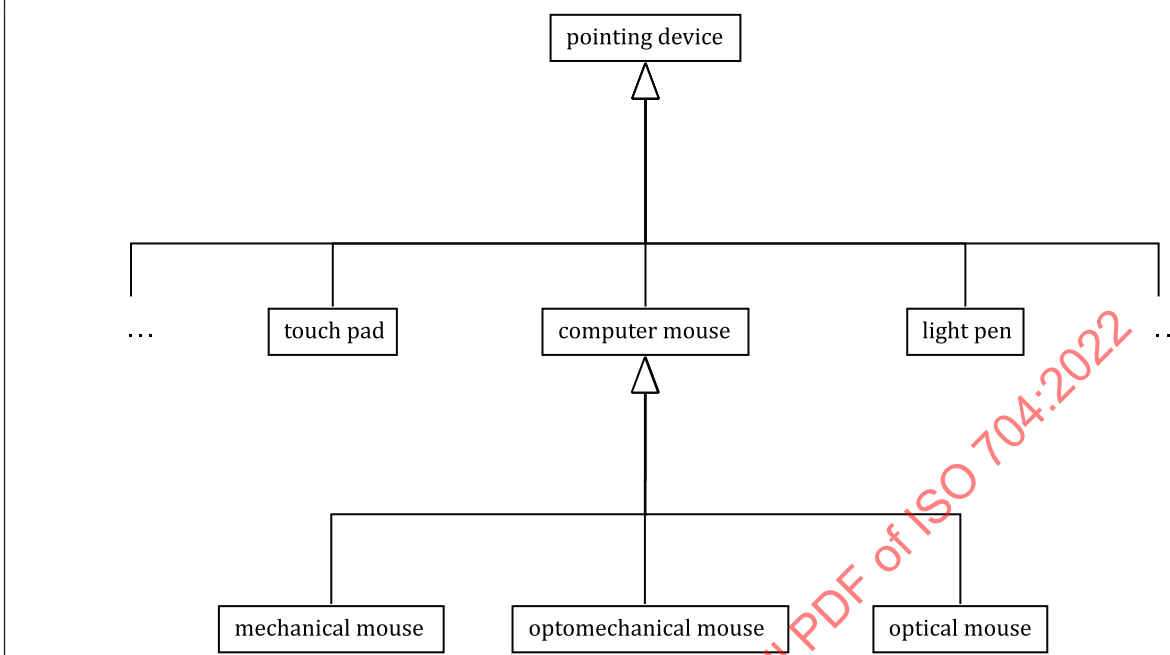 pointing device
...
touch pad
computer mouse
light pen
..
mechanical mouse
optomechanical mouse
optical mouse
PDF of ISO 704:2022